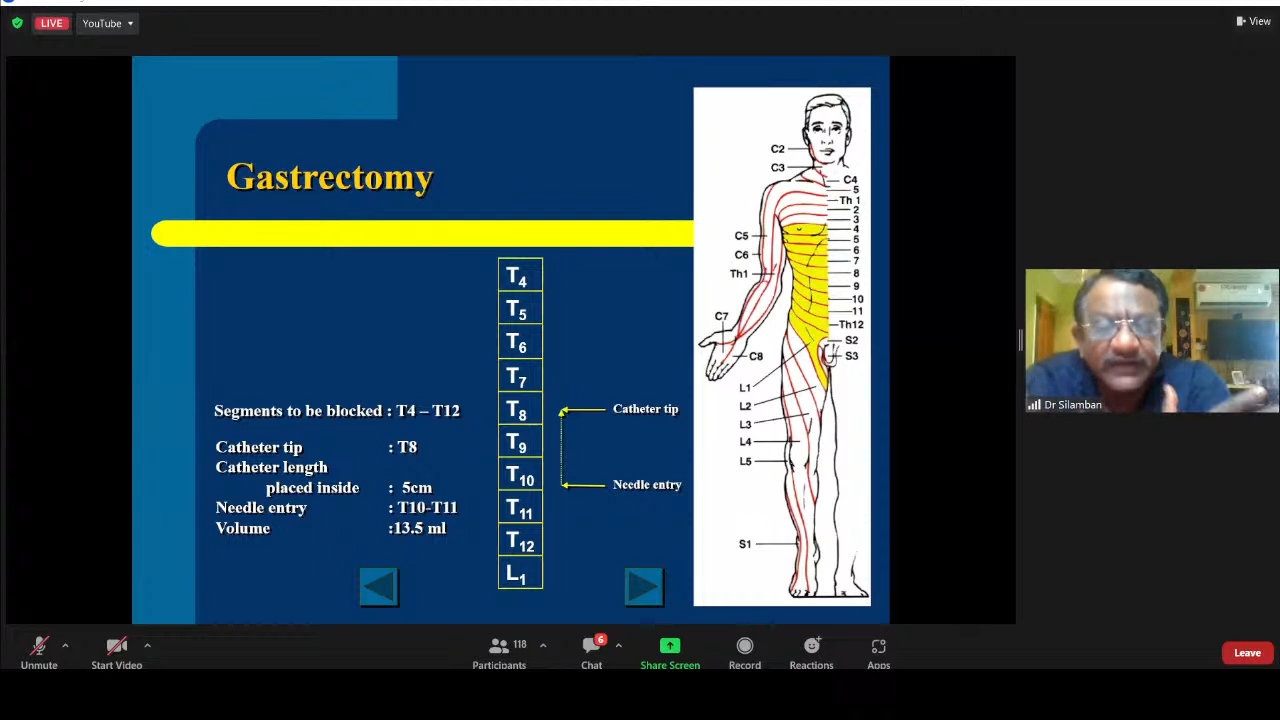 LIVE
YouTube
View
Gastrectomy
T4
T5
T6
T7
T8
T9
T10
T11
T12
L1
Segments to be blocked : T4 – T12
Catheter tip : T8
Catheter length
placed inside : 5cm
Needle entry : T10-T11
Volume :13.5 ml
Catheter tip
Needle entry
C2
C3
C4
5
Th 1
2
3
4
5
6
7
8
9
10
11
Th12
S2
S3
C5
C6
Th1
C7
C8
L1
L2
L3
L4
L5
S1
Dr Silamban
Unmute
Start Video
118
Participants
6
Chat
Share Screen
Record
Reactions
Apps
Leave